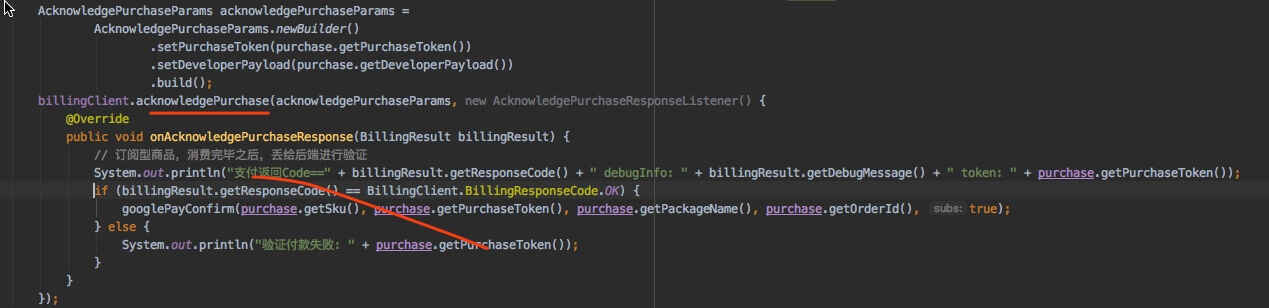 AcknowledgePurchaseParams acknowledgePurchaseParams =
AcknowledgePurchaseParams.newBuilder()
.setPurchaseToken(purchase.getPurchaseToken())
.setDeveloperPayload(purchase.getDeveloperPayload())
.build();
billingClient.acknowledgePurchase(acknowledgePurchaseParams, new AcknowledgePurchaseResponseListener() {
@Override
public void onAcknowledgePurchaseResponse(BillingResult billingResult) {
// 订阅型商品，消费完毕之后，丢给后端进行验证
System.out.println("支付返回Code==" + billingResult.getResponseCode() + " debugInfo: " + billingResult.getDebugMessage() + " token: " + purchase.getPurchaseToken());
if (billingResult.getResponseCode() == BillingClient.BillingResponseCode.OK) {
googlePayConfirm(purchase.getSku(), purchase.getPurchaseToken(), purchase.getPackageName(), purchase.getOrderId(), subs: true);
} else {
System.out.println("验证付款失败: " + purchase.getPurchaseToken());
}
}
});